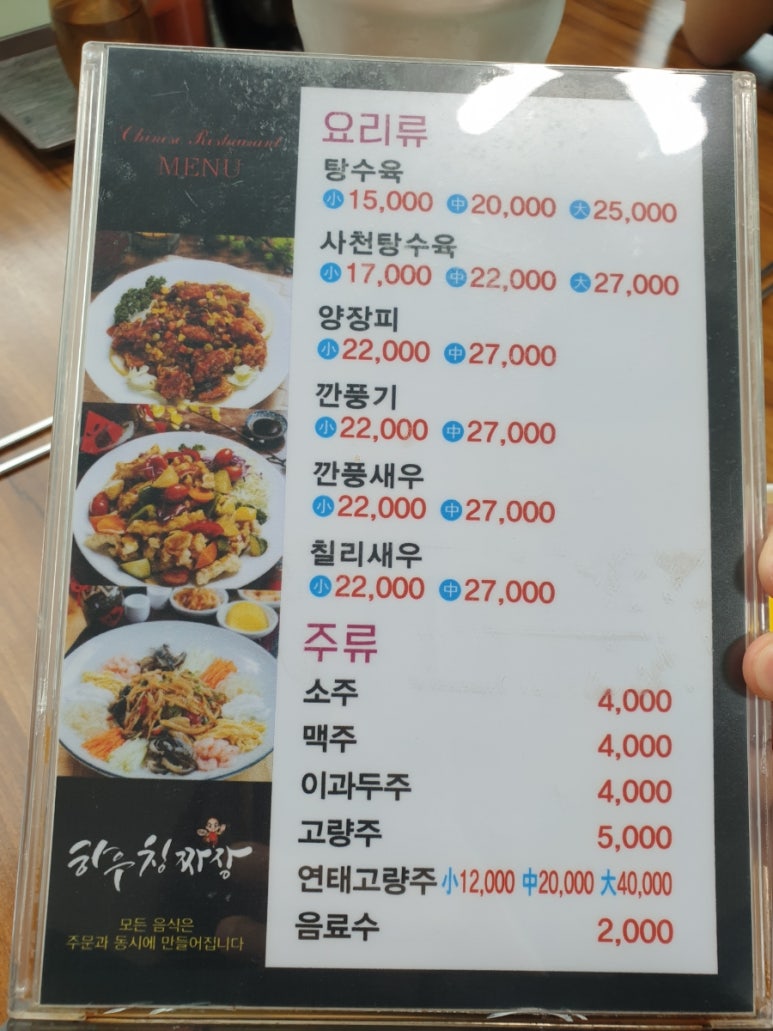 Chinese Restaurant
MENU
요리류
탕수육
小 15,000 中 20,000 大 25,000
사천탕수육
小 17,000 中 22,000 大 27,000
양장피
小 22,000 中 27,000
깐풍기
小 22,000 中 27,000
깐풍새우
小 22,000 中 27,000
칠리새우
小 22,000 中 27,000
주류
소주 4,000
맥주 4,000
이과두주 4,000
고량주 5,000
연태고량주 小 12,000 中 20,000 大 40,000
음료수 2,000
하우칭짜장
모든 음식은
주문과 동시에 만들어집니다